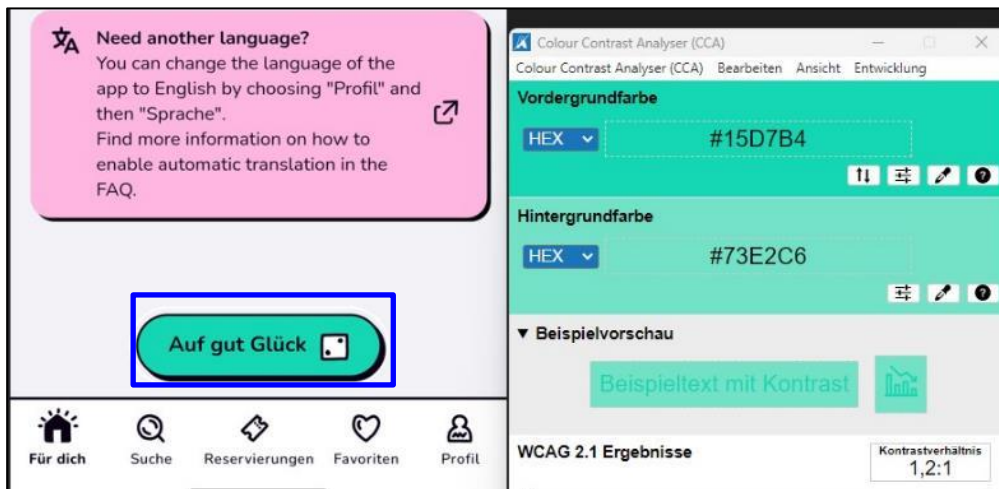 Need another language?
You can change the language of the
app to English by choosing "Profil" and
then "Sprache".
Find more information on how to
enable automatic translation in the
FAQ.
Auf gut Glück
Für dich
Suche
Reservierungen
Favoriten
Profil
Colour Contrast Analyser (CCA)
Colour Contrast Analyser (CCA) Bearbeiten Ansicht Entwicklung
Vordergrundfarbe
HEX
#15D7B4
Hintergrundfarbe
HEX
#73E2C6
Beispielvorschau
Beispieltext mit Kontrast
WCAG 2.1 Ergebnisse
Kontrastverhältnis
1,2:1